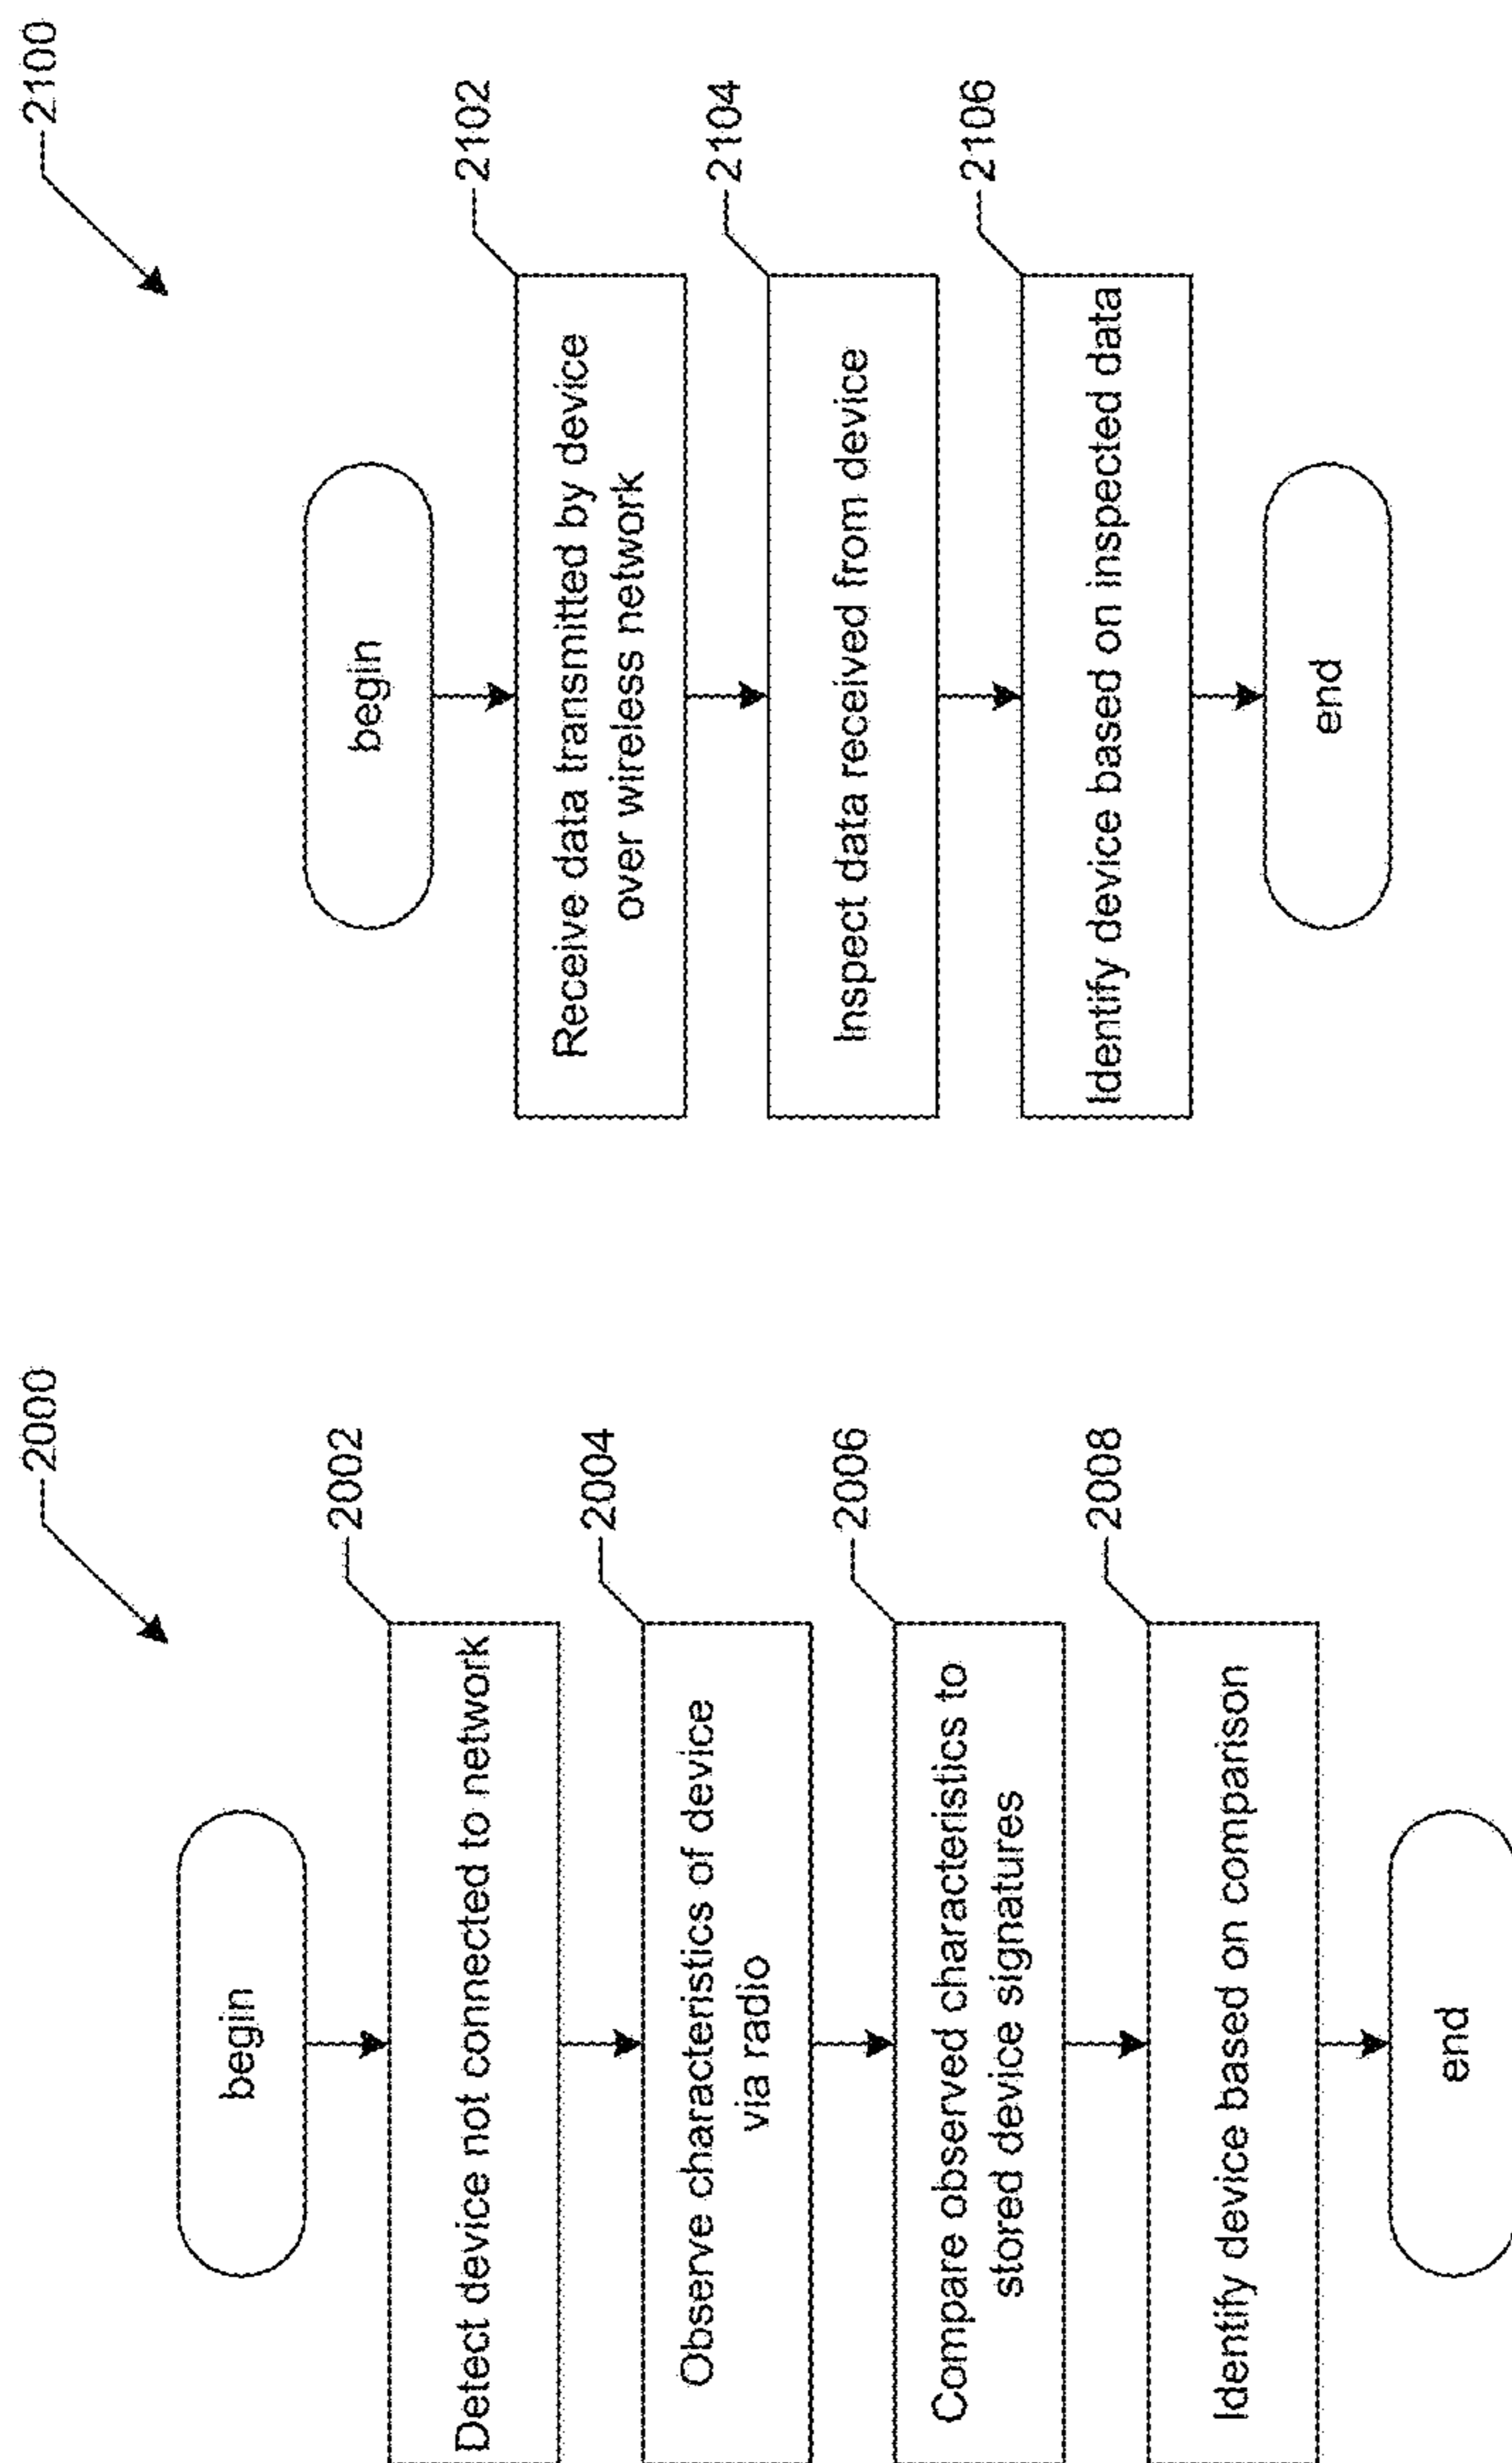 2000
begin
2002
Detect device not connected to network
2004
Observe characteristics of device
via radio
2006
Compare observed characteristics to
stored device signatures
2008
Identify device based on comparison
end
2100
begin
2102
Receive data transmitted by device
over wireless network
2104
Inspect data received from device
2106
Identify device based on inspected data
end